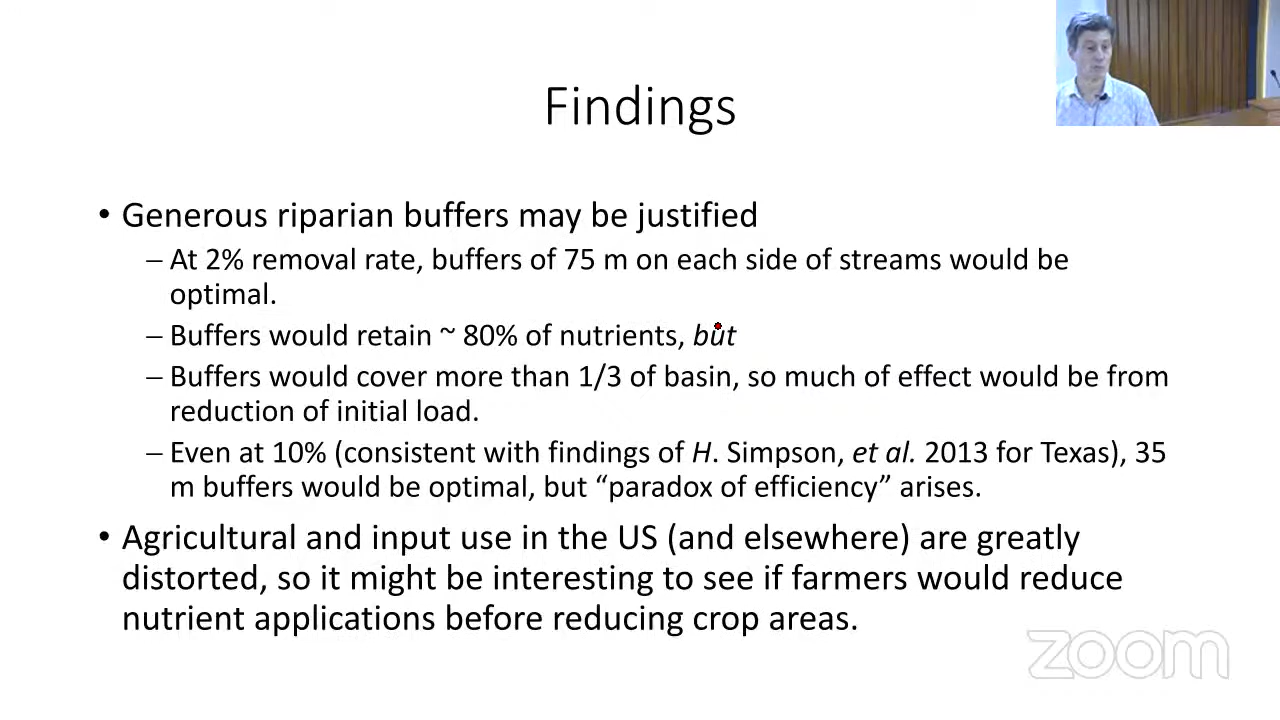 Findings
• Generous riparian buffers may be justified
– At 2% removal rate, buffers of 75 m on each side of streams would be
optimal.
– Buffers would retain ~ 80% of nutrients, but
– Buffers would cover more than 1/3 of basin, so much of effect would be from
reduction of initial load.
– Even at 10% (consistent with findings of H. Simpson, et al. 2013 for Texas), 35
m buffers would be optimal, but “paradox of efficiency” arises.
• Agricultural and input use in the US (and elsewhere) are greatly
distorted, so it might be interesting to see if farmers would reduce
nutrient applications before reducing crop areas.
zoom